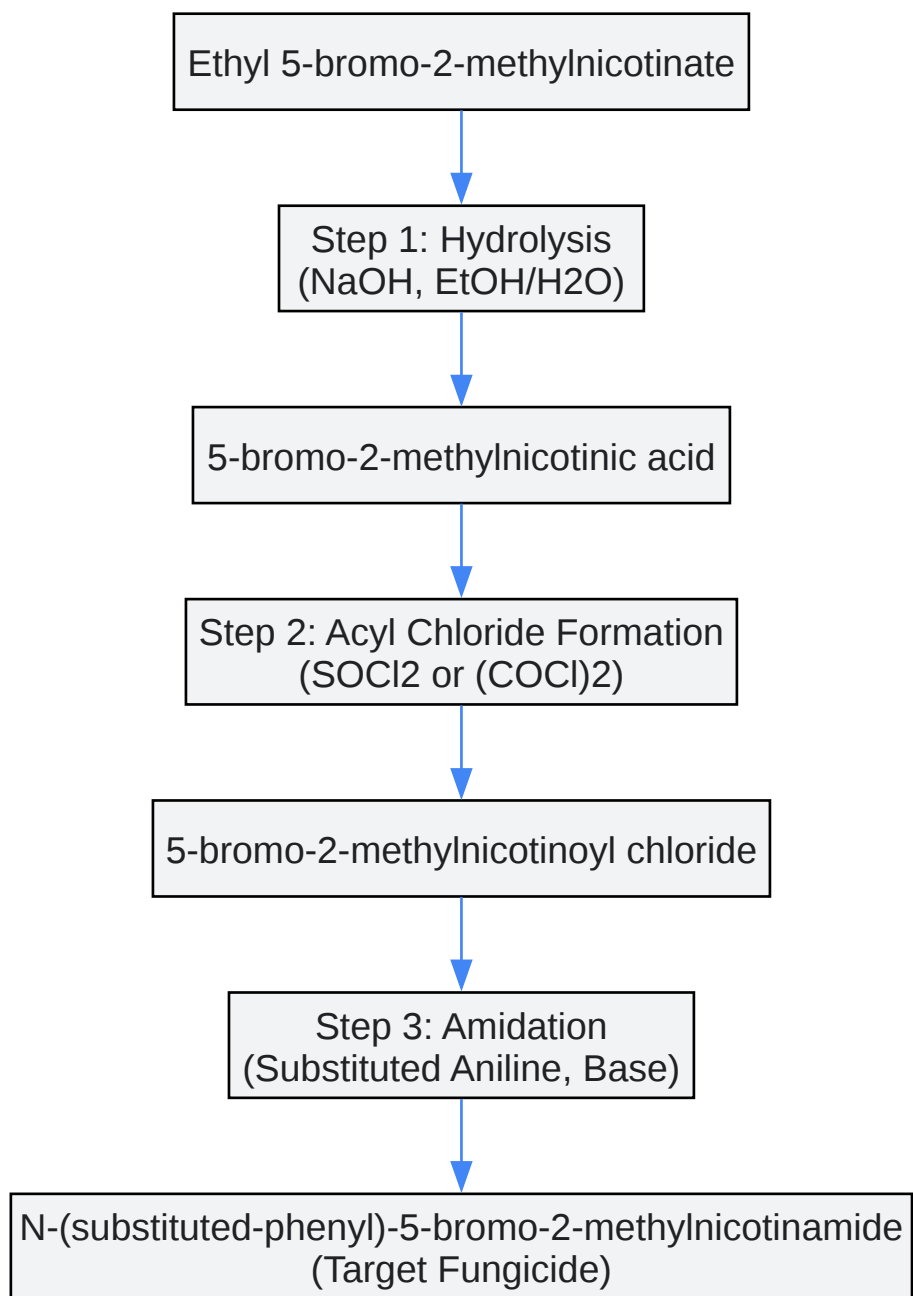 Ethyl 5-bromo-2-methylnicotinate
Step 1: Hydrolysis
(NaOH, EtOH/H2O)
5-bromo-2-methylnicotinic acid
Step 2: Acyl Chloride Formation
(SOCl2 or (COCl)2)
5-bromo-2-methylnicotinoyl chloride
Step 3: Amidation
(Substituted Aniline, Base)
N-(substituted-phenyl)-5-bromo-2-methylnicotinamide
(Target Fungicide)